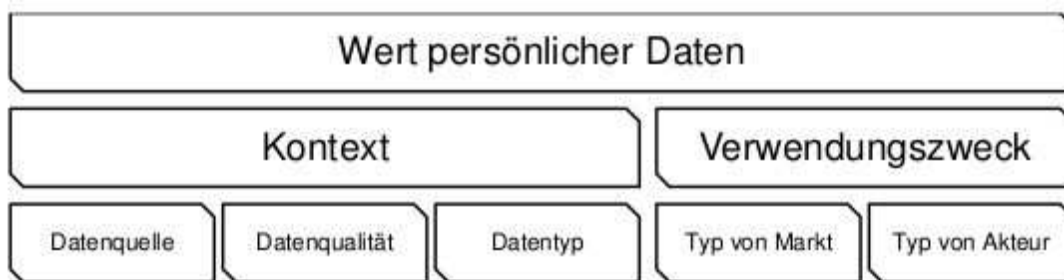 Wert persönlicher Daten
Kontext
Verwendungszweck
Datenquelle
Datenqualität
Datentyp
Typ von Markt
Typ von Akteur